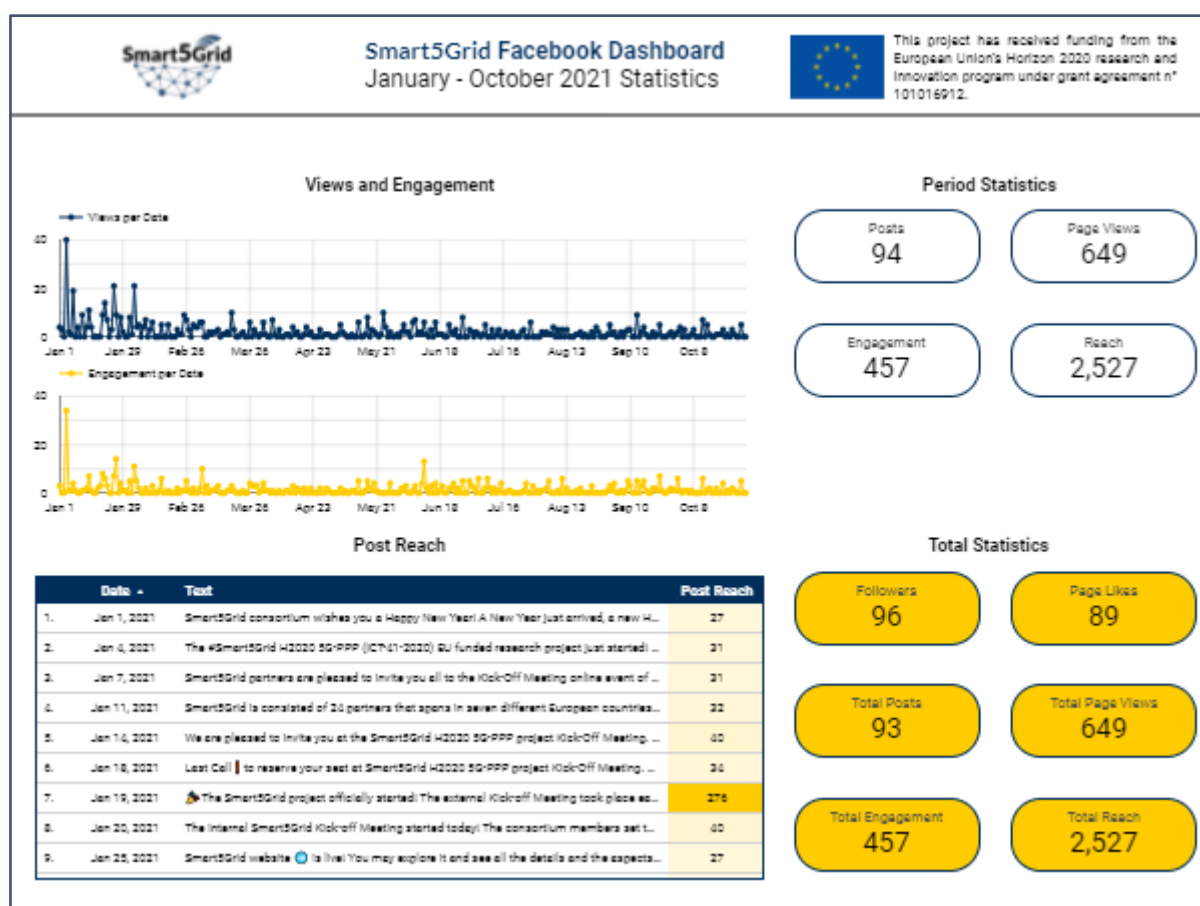 Smart5Grid
Smart5Grid Facebook Dashboard
January - October 2021 Statistics
This project has received funding from the
European Union's Horizon 2020 research and
innovation program under grant agreement n°
101016912.
Views and Engagement
Views per Date
40
20
0
Jan 1 Jan 29 Feb 26 Mar 26 Apr 23 May 21 Jun 18 Jul 16 Aug 13 Sep 10 Oct 8
Engagement per Date
40
20
0
Jan 1 Jan 29 Feb 26 Mar 26 Apr 23 May 21 Jun 18 Jul 16 Aug 13 Sep 10 Oct 8
Period Statistics
Posts
94
Page Views
649
Engagement
457
Reach
2,527
Post Reach
Date Text Post Reach
1. Jan 1, 2021 Smart5Grid consortium wishes you a Happy New Year! A New Year just arrived, a new H... 27
2. Jan 4, 2021 The #Smart5Grid H2020 5G-PPP (ICT-41-2020) EU funded research project just started! ... 31
3. Jan 7, 2021 Smart5Grid partners are pleased to invite you all to the Kick-Off Meeting online event of ... 31
4. Jan 11, 2021 Smart5Grid is consisted of 24 partners that spans in seven different European countries... 32
5. Jan 14, 2021 We are pleased to invite you at the Smart5Grid H2020 5G-PPP project Kick-Off Meeting. ... 40
6. Jan 18, 2021 Last Call❗to reserve your seat at Smart5Grid H2020 5G-PPP project Kick-Off Meeting. ... 34
7. Jan 19, 2021 🎉The Smart5Grid project officially started! The external Kick-off Meeting took place ea... 276
8. Jan 20, 2021 The internal Smart5Grid Kick-off Meeting started today! The consortium members set t... 40
9. Jan 25, 2021 Smart5Grid website 🌐 is live! You may explore it and see all the details and the aspects... 27
Total Statistics
Followers
96
Page Likes
89
Total Posts
93
Total Page Views
649
Total Engagement
457
Total Reach
2,527